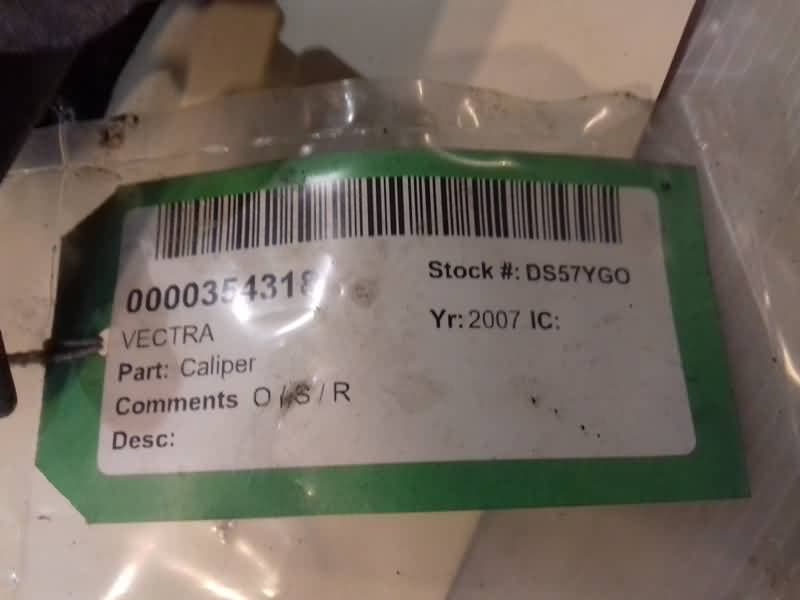 0000354318
Stock #: DS57YGO
VECTRA
Yr: 2007 IC:
Part: Caliper
Comments O / S / R
Desc: